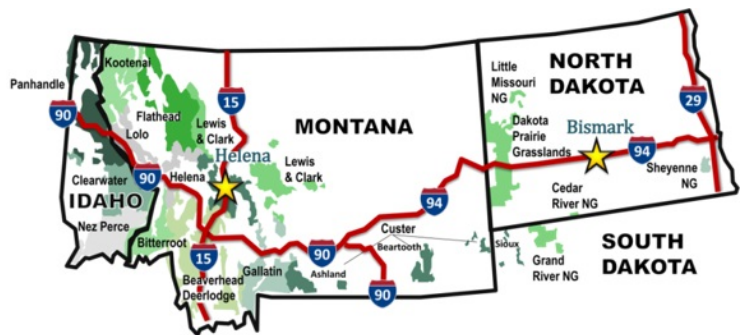 Panhandle
Kootenai
90
Flathead
Lolo
15
Lewis
& Clark
MONTANA
Helena
Lewis
& Clark
Helena
Clearwater
90
IDAHO
Nez Perce
Bitterroot
15
Beaverhead
Deerlodge
Gallatin
90
Ashland
Custer
Beartooth
94
90
Sioux
Little
Missouri
NG
NORTH
DAKOTA
29
Dakota
Prairie
Grasslands
Bismark
94
Sheyenne
NG
Cedar
River NG
SOUTH
DAKOTA
Grand
River NG